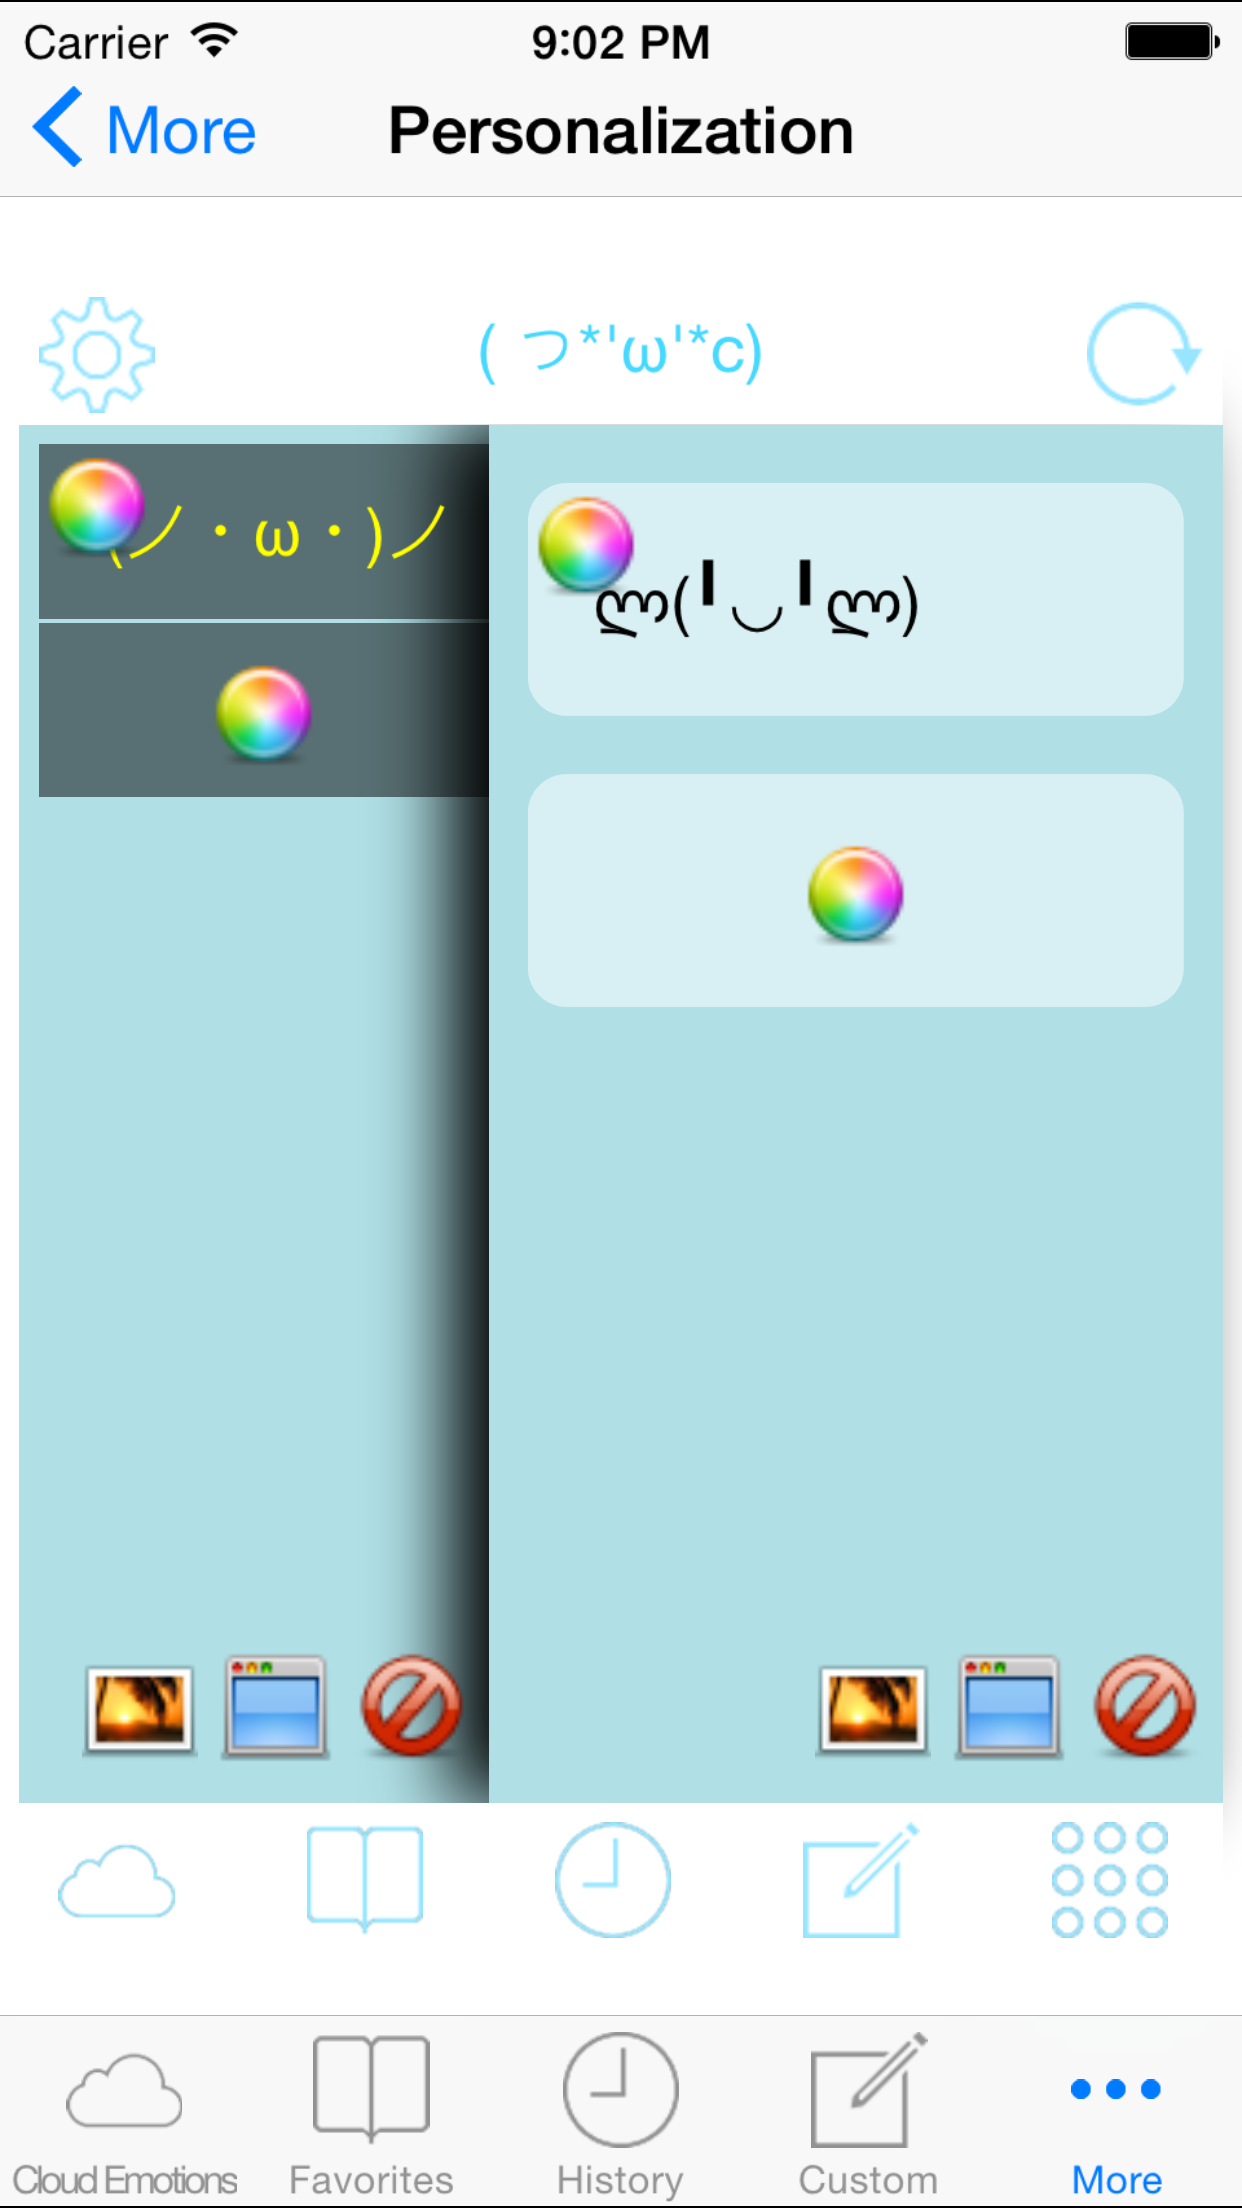 Carrier 9:02 PM
More Personalization
( つ*'ω'*c)
(ノ・ω・)ノ
ლ(╹◡╹ლ)
Cloud Emotions Favorites History Custom More